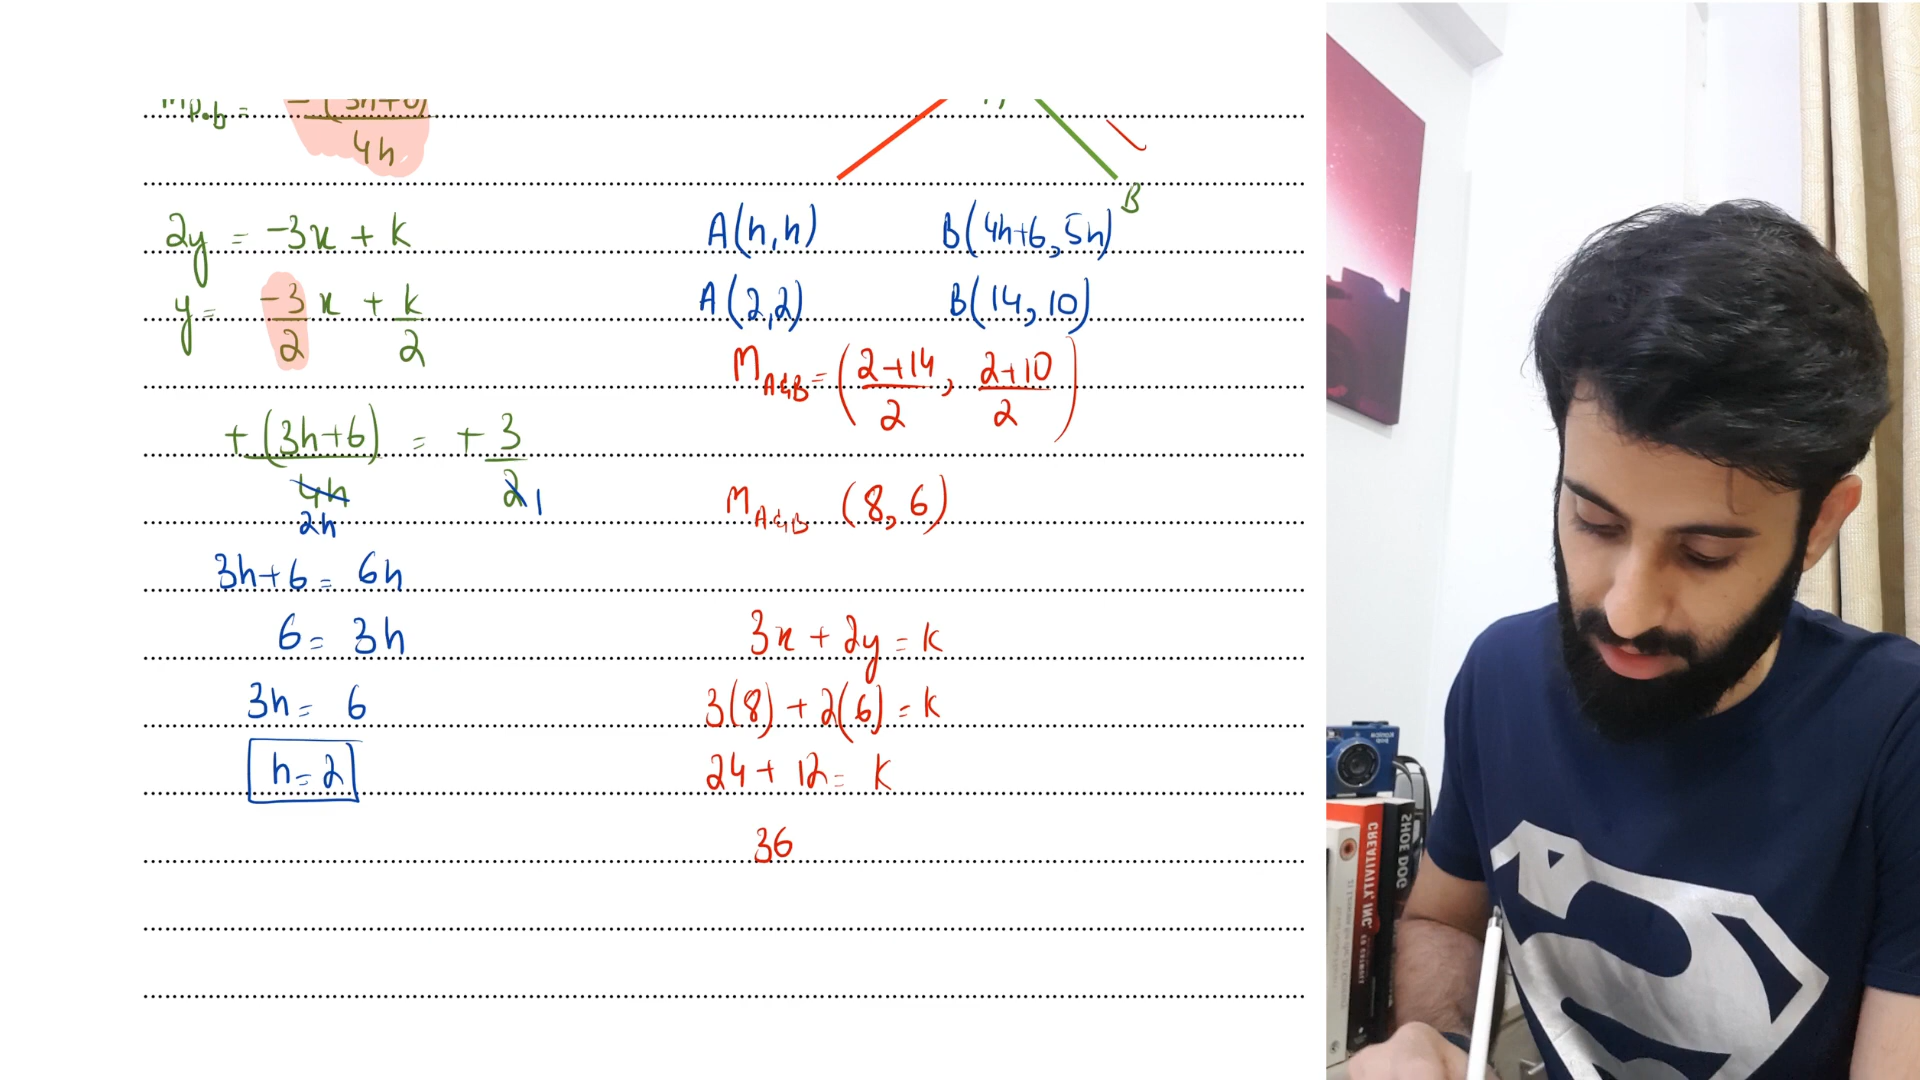 4h
2y = -3x + k
y = -3/2 x + k/2
+ (3h+6)/4h = + 3/2 1
2h
3h+6 = 6h
6 = 3h
3h = 6
h = 2
B
A(h,h) B(4h+6,5h)
A(2,2) B(14,10)
M A&B = (2+14/2, 2+10/2)
M A&B (8,6)
3x + 2y = k
3(8) + 2(6) = k
24 + 12 = k
36
CREATIVITY, INC.
SHOE DOG